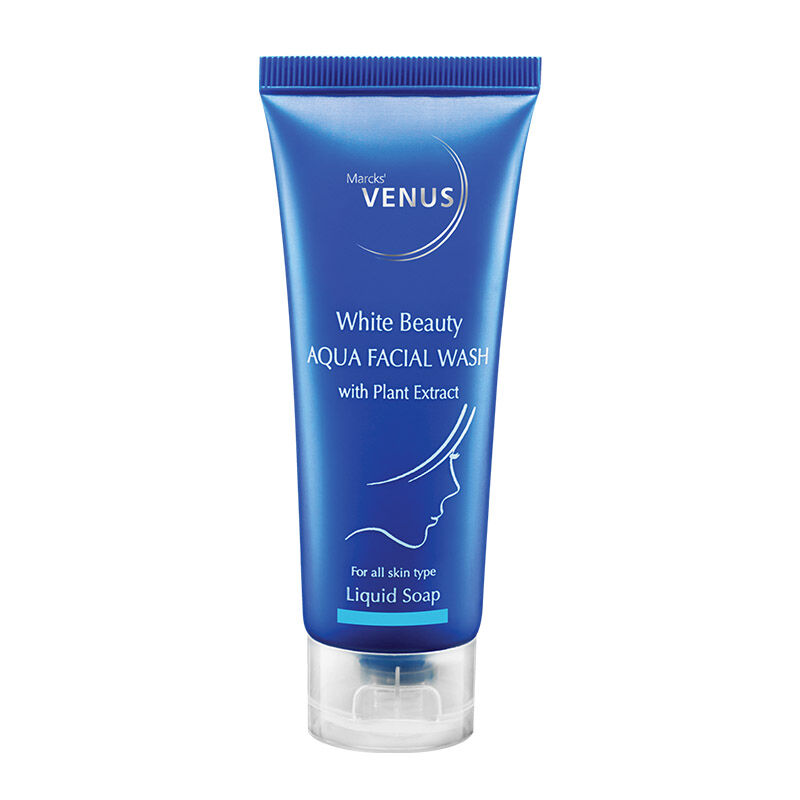 Marcks'
VENUS
White Beauty
AQUA FACIAL WASH
with Plant Extract
For all skin type
Liquid Soap